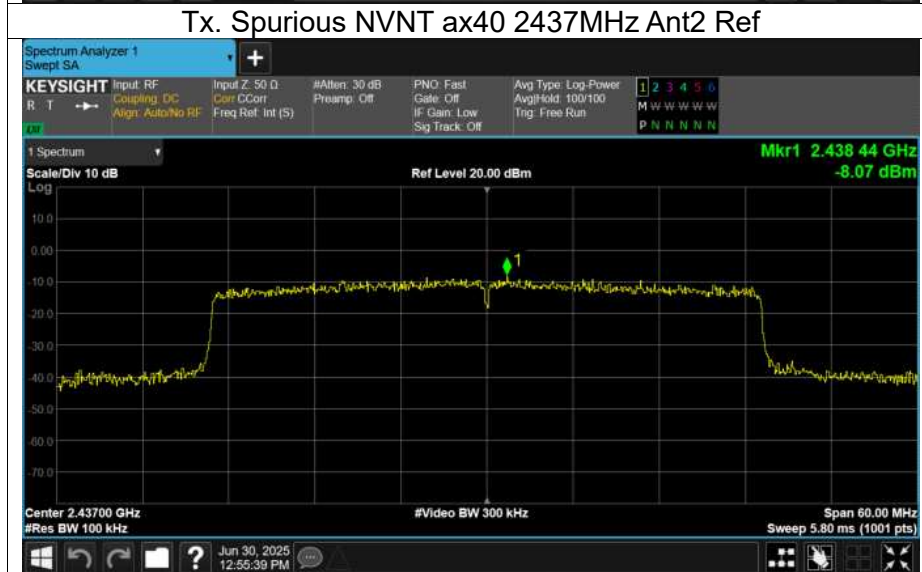 Tx. Spurious NVNT ax40 2437MHz Ant2 Ref
Spectrum Analyzer 1
Swept SA
+
KEYSIGHT Input: RF Input Z: 50 Ω #Atten: 30 dB PNO: Fast Avg Type: Log-Power 1 2 3 4 5 6
R T Coupling: DC Corr CCorr Preamp: Off Gate: Off Avg|Hold: 100/100 M W W W W W
Align: Auto/No RF Freq Ref: Int (S) IF Gain: Low Trig: Free Run
Sig Track: Off P N N N N N
1 Spectrum Mkr1 2.438 44 GHz
Scale/Div 10 dB Ref Level 20.00 dBm -8.07 dBm
Log
10.0
0.00
1
-10.0
-20.0
-30.0
-40.0
-50.0
-60.0
-70.0
Center 2.43700 GHz #Video BW 300 kHz Span 60.00 MHz
#Res BW 100 kHz Sweep 5.80 ms (1001 pts)
? Jun 30, 2025
12:55:39 PM